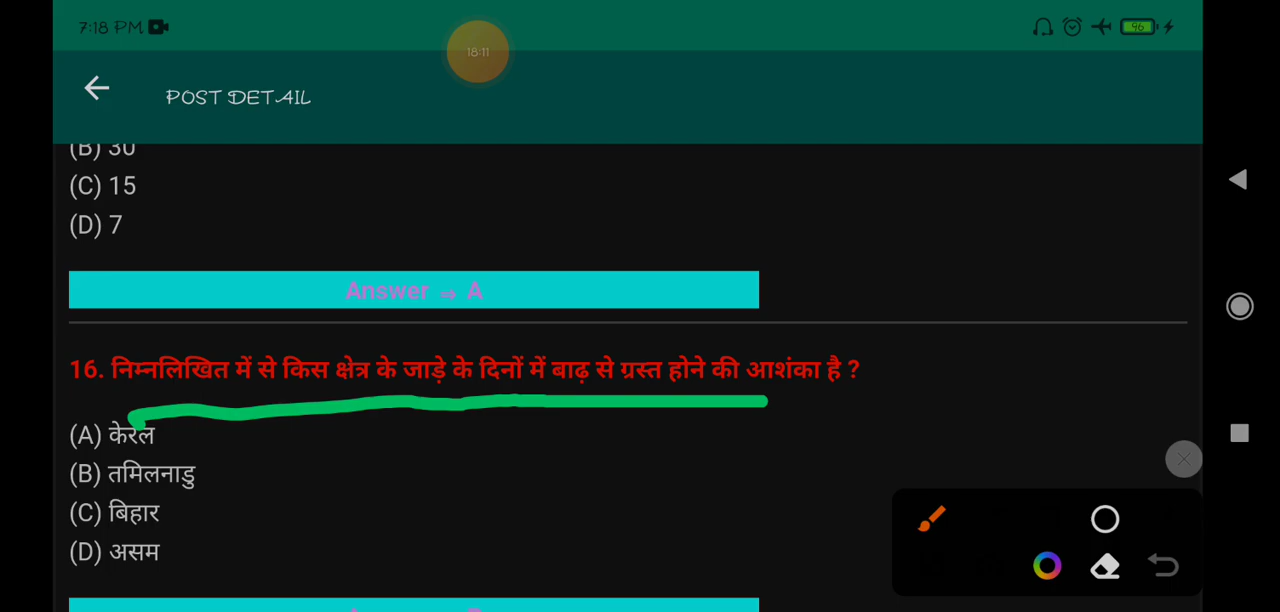 7:18 PM
96
18:11
POST DETAIL
(B) 30
(C) 15
(D) 7
Answer ⇒ A
16. निम्नलिखित में से किस क्षेत्र के जाड़े के दिनों में बाढ़ से ग्रस्त होने की आशंका है ?
(A) केरल
(B) तमिलनाडु
(C) बिहार
(D) असम